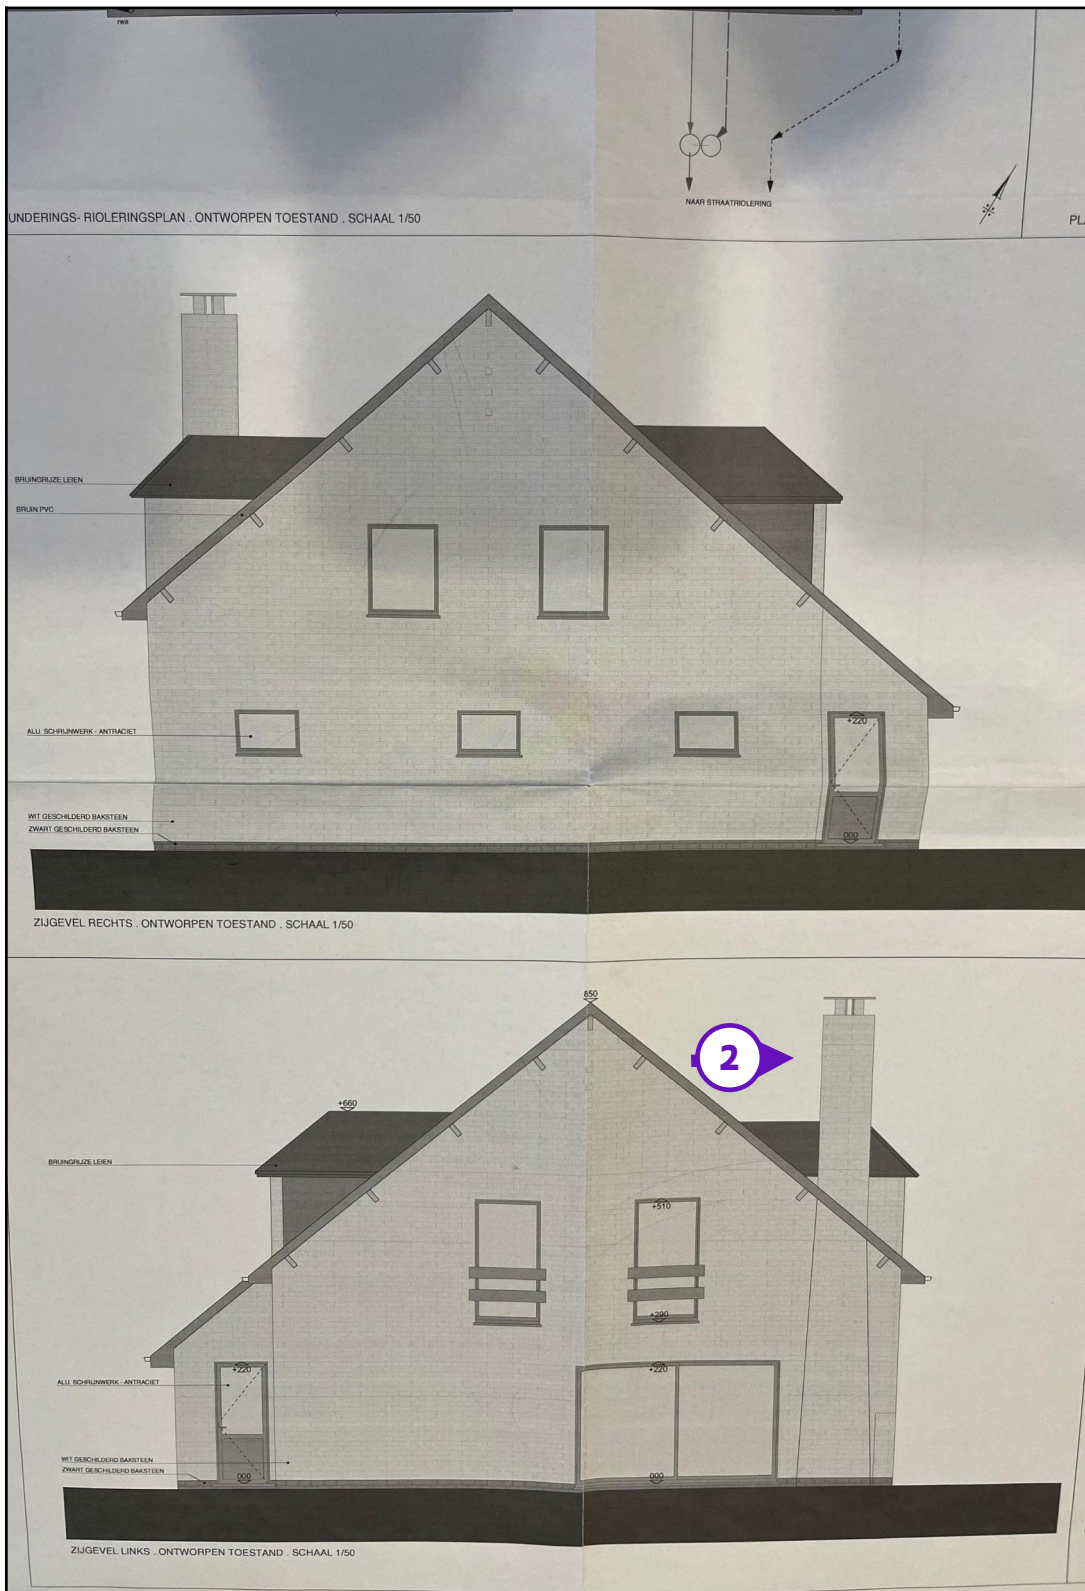 rwa
NAAR STRAATRIOLERING
UNDERINGS- RIOLERINGSPLAN . ONTWORPEN TOESTAND . SCHAAL 1/50
PL
BRUINGRIJZE LEIEN
BRUIN PVC
ALU. SCHRIJNWERK - ANTRACIET
+220
WIT GESCHILDERD BAKSTEEN
ZWART GESCHILDERD BAKSTEEN
000
ZIJGEVEL RECHTS . ONTWORPEN TOESTAND . SCHAAL 1/50
850
2
+660
BRUINGRIJZE LEIEN
+510
+290
+220
+220
ALU. SCHRIJNWERK - ANTRACIET
WIT GESCHILDERD BAKSTEEN
ZWART GESCHILDERD BAKSTEEN
000
000
ZIJGEVEL LINKS . ONTWORPEN TOESTAND . SCHAAL 1/50